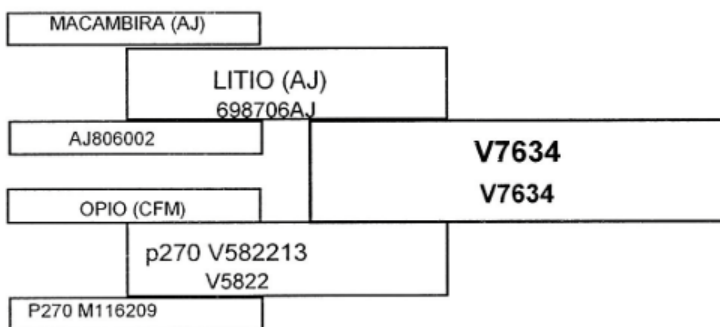 MACAMBIRA (AJ)
LITIO (AJ)
698706AJ
AJ806002
V7634
V7634
OPIO (CFM)
p270 V582213
V5822
P270 M116209